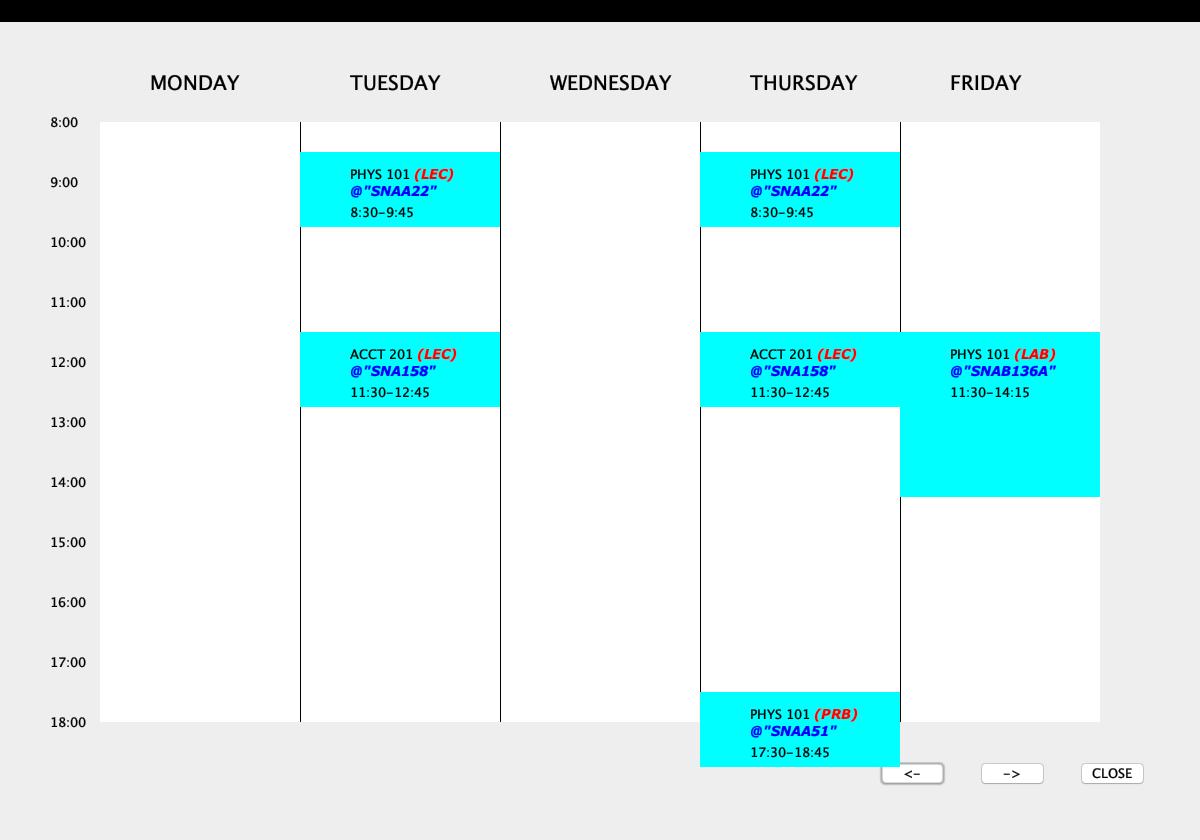 MONDAY TUESDAY WEDNESDAY THURSDAY FRIDAY
8:00
PHYS 101 (LEC)
@"SNAA22"
8:30-9:45
PHYS 101 (LEC)
@"SNAA22"
8:30-9:45
9:00
10:00
11:00
ACCT 201 (LEC)
@"SNA158"
11:30-12:45
ACCT 201 (LEC)
@"SNA158"
11:30-12:45
PHYS 101 (LAB)
@"SNAB136A"
11:30-14:15
12:00
13:00
14:00
15:00
16:00
17:00
PHYS 101 (PRB)
@"SNAA51"
17:30-18:45
18:00
<- -> CLOSE